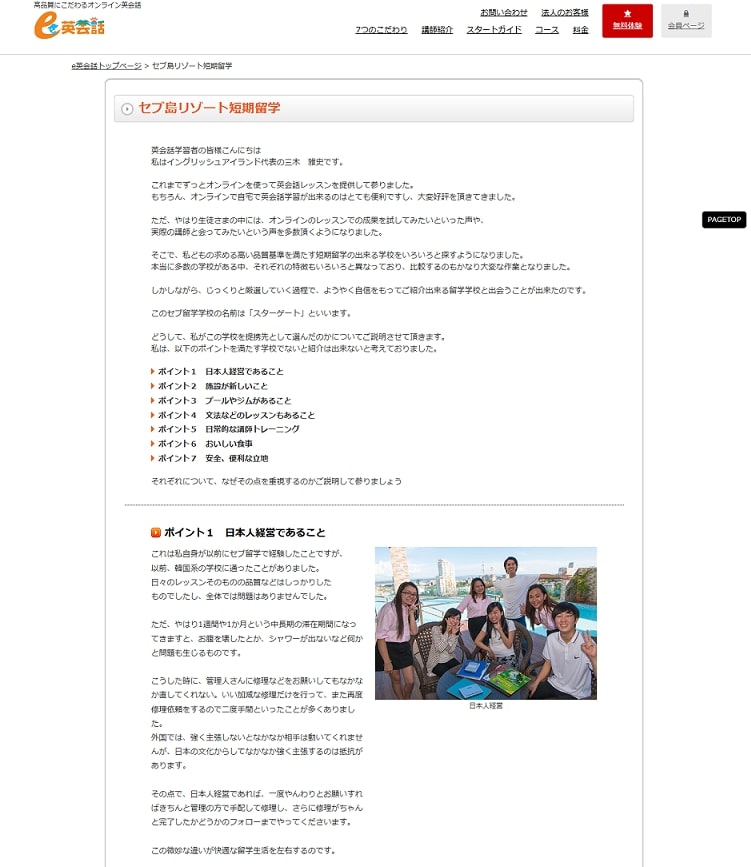 高品質にこだわるオンライン英会話
e英会話
お問い合わせ 法人のお客様
7つのこだわり 講師紹介 スタートガイド コース 料金
無料体験
会員ページ
e英会話トップページ > セブ島リゾート短期留学
セブ島リゾート短期留学
英会話学習者の皆様こんにちは
私はイングリッシュアイランド代表の三木　雅史です。
これまでずっとオンラインを使って英会話レッスンを提供して参りました。
もちろん、オンラインで自宅で英会話学習が出来るのはとても便利ですし、大変好評を頂きてきました。
ただ、やはり生徒さまの中には、オンラインのレッスンでの成果を試してみたいといった声や、
実際の講師と会ってみたいという声を多数頂くようになりました。
PAGETOP
そこで、私どもの求める高い品質基準を満たす短期留学の出来る学校をいろいろと探すようになりました。
本当に多数の学校がある中、それぞれの特徴もいろいろと異なっており、比較するのもかなり大変な作業となりました。
しかしながら、じっくりと厳選していく過程で、ようやく自信をもってご紹介出来る留学学校と出会うことが出来たのです。
このセブ留学学校の名前は「スターゲート」といいます。
どうして、私がこの学校を提携先として選んだのかについてご説明させて頂きます。
私は、以下のポイントを満たす学校でないと紹介は出来ないと考えておりました。
ポイント１　日本人経営であること
ポイント２　施設が新しいこと
ポイント３　プールやジムがあること
ポイント４　文法などのレッスンもあること
ポイント５　日常的な講師トレーニング
ポイント６　おいしい食事
ポイント７　安全、便利な立地
それぞれについて、なぜその点を重視するのかご説明して参りましょう
ポイント１　日本人経営であること
これは私自身が以前にセブ留学で経験したことですが、
以前、韓国系の学校に通ったことがありました。
日々のレッスンそのものの品質などはしっかりした
ものでしたし、全体では問題はありませんでした。
ただ、やはり1週間や1か月という中長期の滞在期間になっ
てきますと、お腹を壊したとか、シャワーが出ないなど何か
と問題も生じるものです。
こうした時に、管理人さんに修理などをお願いしてもなかな
か直してくれない。いい加減な修理だけを行って、また再度
修理依頼をするので二度手間といったことが多くありまし
た。
外国では、強く主張しないとなかなか相手は動いてくれませ
んが、日本の文化からしてなかなか強く主張するのは抵抗が
あります。
その点で、日本人経営であれば、一度やんわりとお願いすれ
ばきちんと管理の方で手配して修理し、さらに修理がちゃん
と完了したかどうかのフォローまでやってくださいます。
この微妙な違いが快適な留学生活を左右するのです。
日本人経営